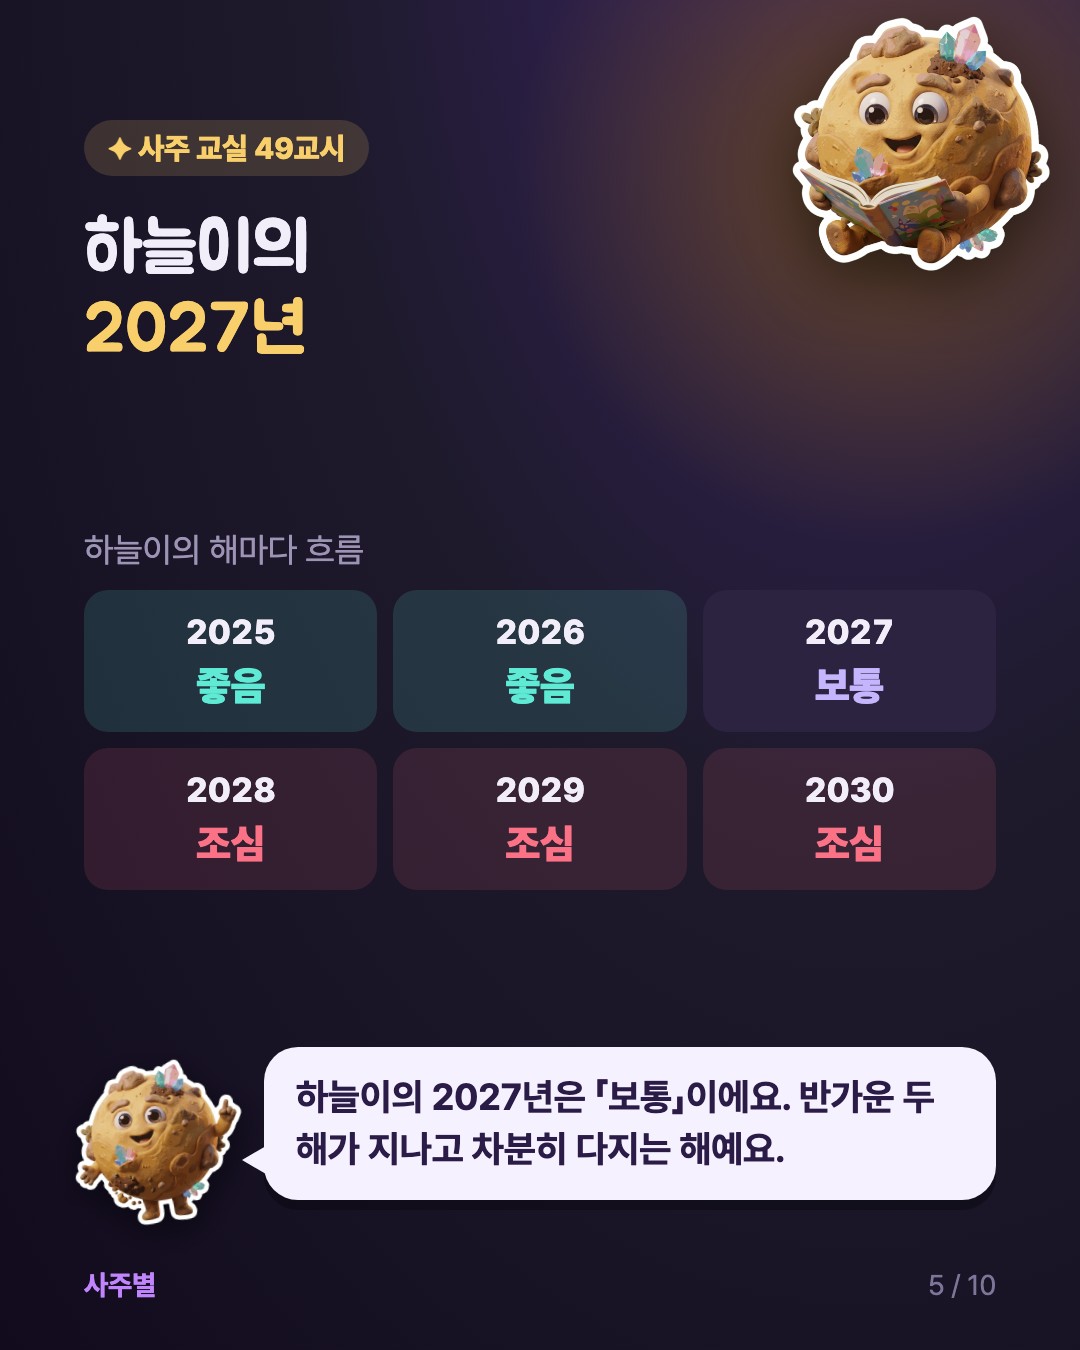 ✦ 사주 교실 49교시
하늘이의
2027년
하늘이의 해마다 흐름
2025
좋음
2026
좋음
2027
보통
2028
조심
2029
조심
2030
조심
하늘이의 2027년은 「보통」이에요. 반가운 두
해가 지나고 차분히 다지는 해예요.
사주별
5 / 10